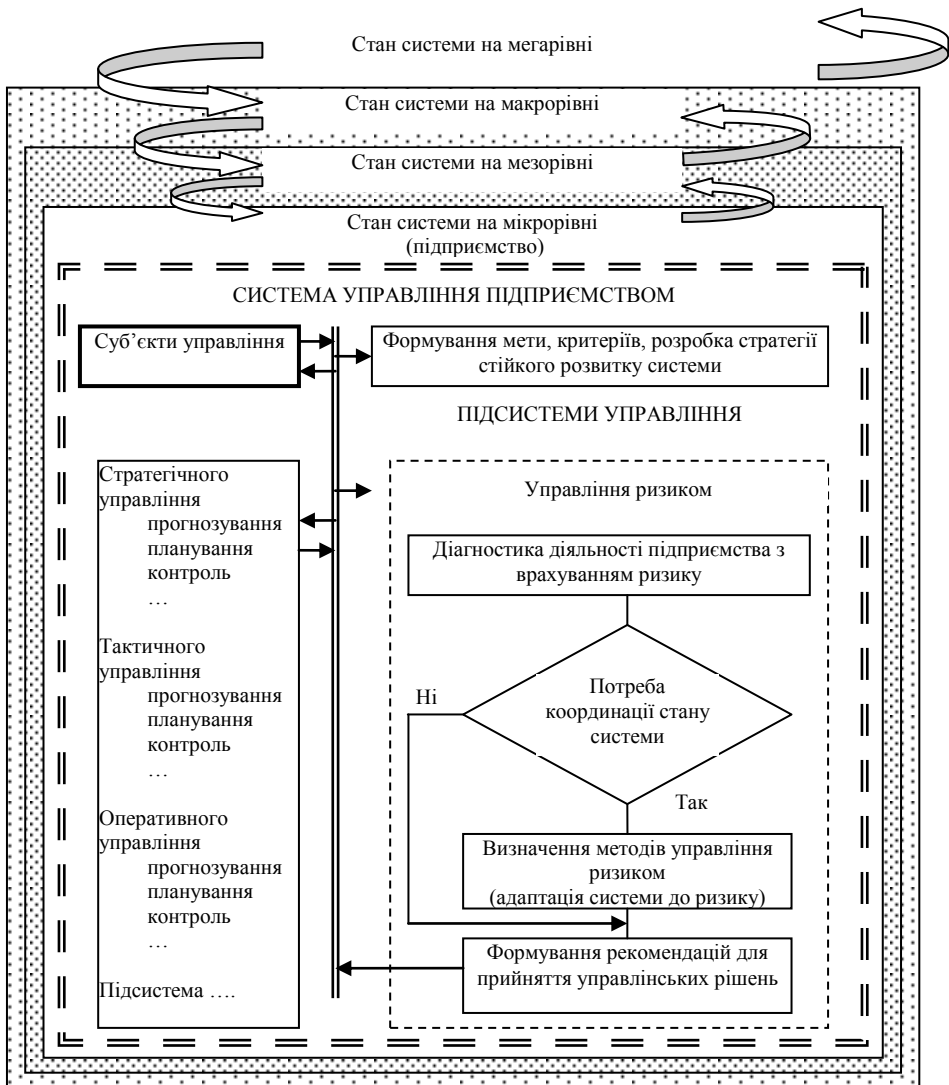 Стан системи на мегарівні
Стан системи на макрорівні
Стан системи на мезорівні
Стан системи на мікрорівні
(підприємство)
СИСТЕМА УПРАВЛІННЯ ПІДПРИЄМСТВОМ
Суб’єкти управління
Формування мети, критеріїв, розробка стратегії
стійкого розвитку системи
ПІДСИСТЕМИ УПРАВЛІННЯ
Стратегічного
управління
прогнозування
планування
контроль
…
Тактичного
управління
прогнозування
планування
контроль
…
Оперативного
управління
прогнозування
планування
контроль
…
Підсистема ….
Управління ризиком
Діагностика діяльності підприємства з
врахуванням ризику
Потреба
координації стану
системи
Ні
Так
Визначення методів управління
ризиком
(адаптація системи до ризику)
Формування рекомендацій для
прийняття управлінських рішень